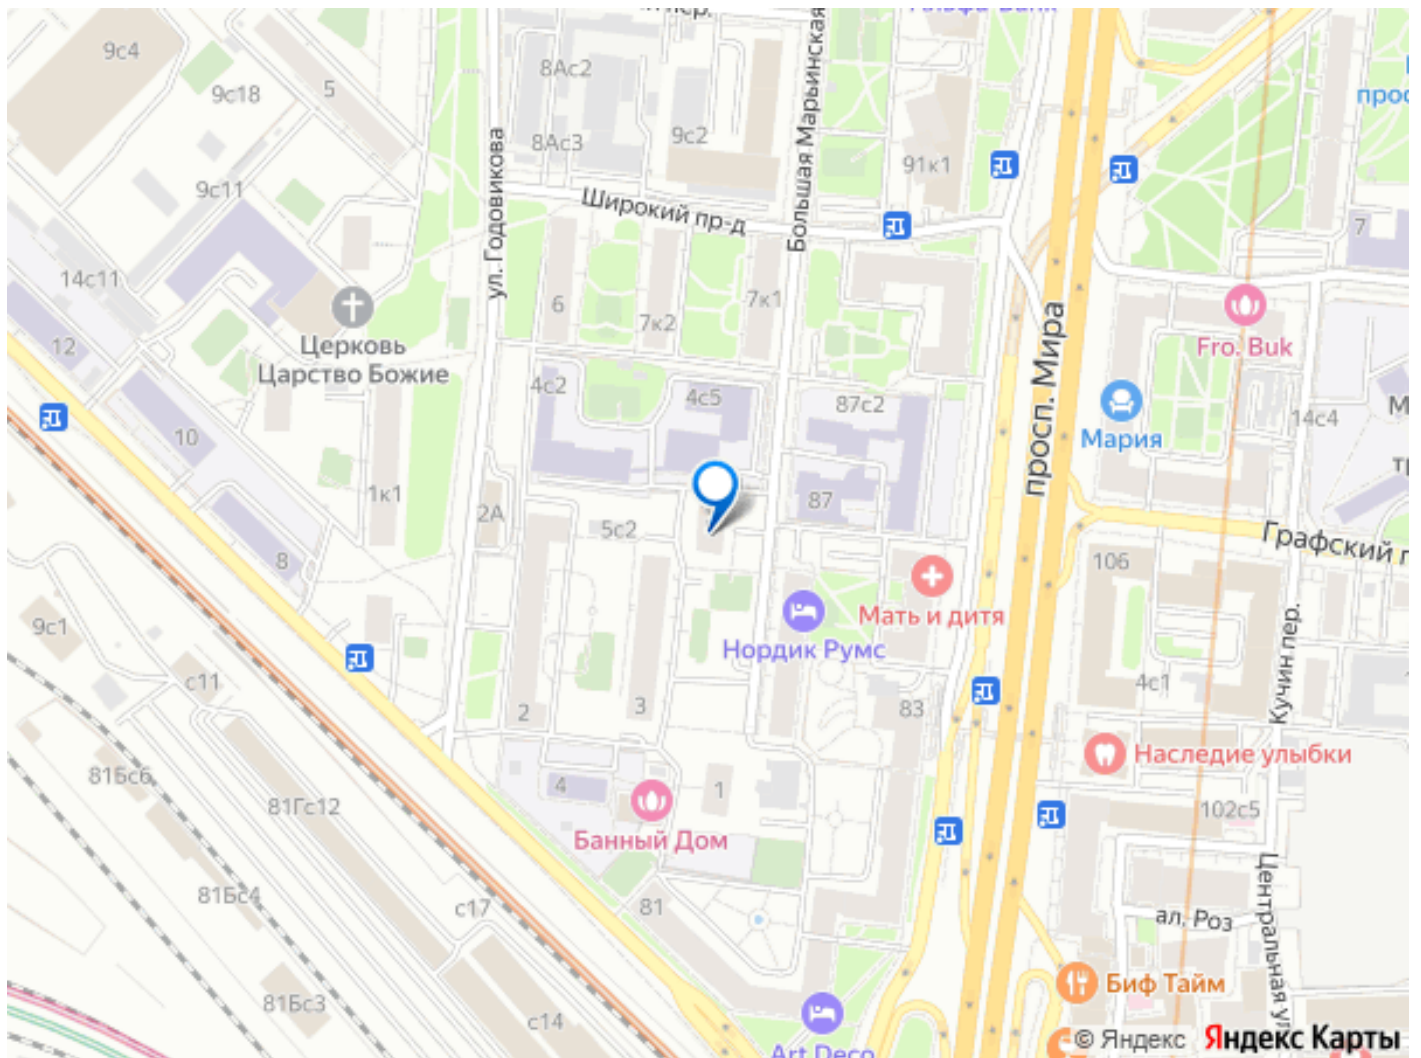 9с4
5
9с18
8Ас2
8Ас3
9с2
91к1
Большая Марьинская
ул. Годовикова
Широкий пр-д
9с11
14с11
12
10
8
Церковь
Царство Божие
6
7к2
7к1
7
Fro. Buk
14с4
Мария
просп. Мира
4с2
4с5
87с2
87
1к1
2А
5с2
Графский п
106
Мать и дитя
Нордик Румс
9с1
с11
2
3
83
4с1
Кучин пер.
Наследие улыбки
81Бс6
81Гс12
4
1
Банный Дом
102с5
Центральная ул
81Бс4
с17
81
ал. Роз
81Бс3
с14
Биф Тайм
Art Deco
© Яндекс Яндекс Карты